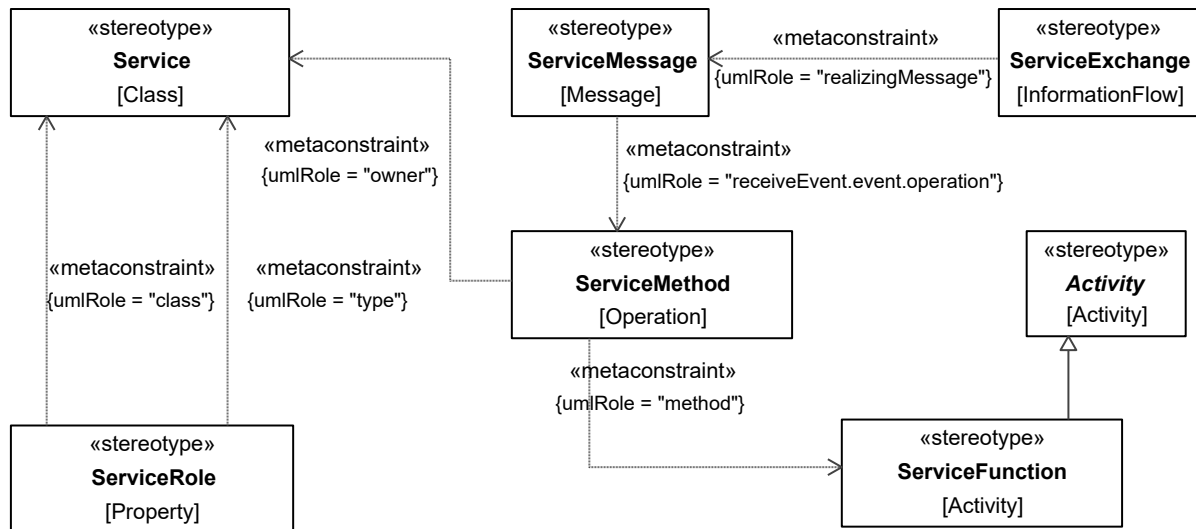 «stereotype»
Service
[Class]
«stereotype»
ServiceMessage
[Message]
«metaconstraint»
{umlRole = "realizingMessage"}
«stereotype»
ServiceExchange
[InformationFlow]
«metaconstraint»
{umlRole = "owner"}
«metaconstraint»
{umlRole = "receiveEvent.event.operation"}
«metaconstraint»
{umlRole = "class"}
«metaconstraint»
{umlRole = "type"}
«stereotype»
ServiceMethod
[Operation]
«stereotype»
Activity
[Activity]
«metaconstraint»
{umlRole = "method"}
«stereotype»
ServiceRole
[Property]
«stereotype»
ServiceFunction
[Activity]